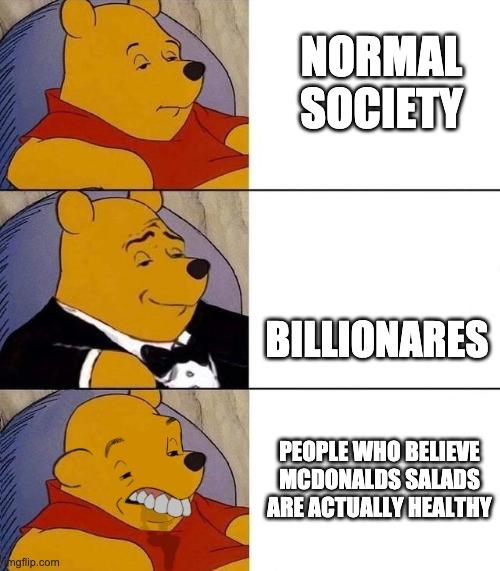 NORMAL
SOCIETY
BILLIONARES
PEOPLE WHO BELIEVE
MCDONALDS SALADS
ARE ACTUALLY HEALTHY
imgflip.com